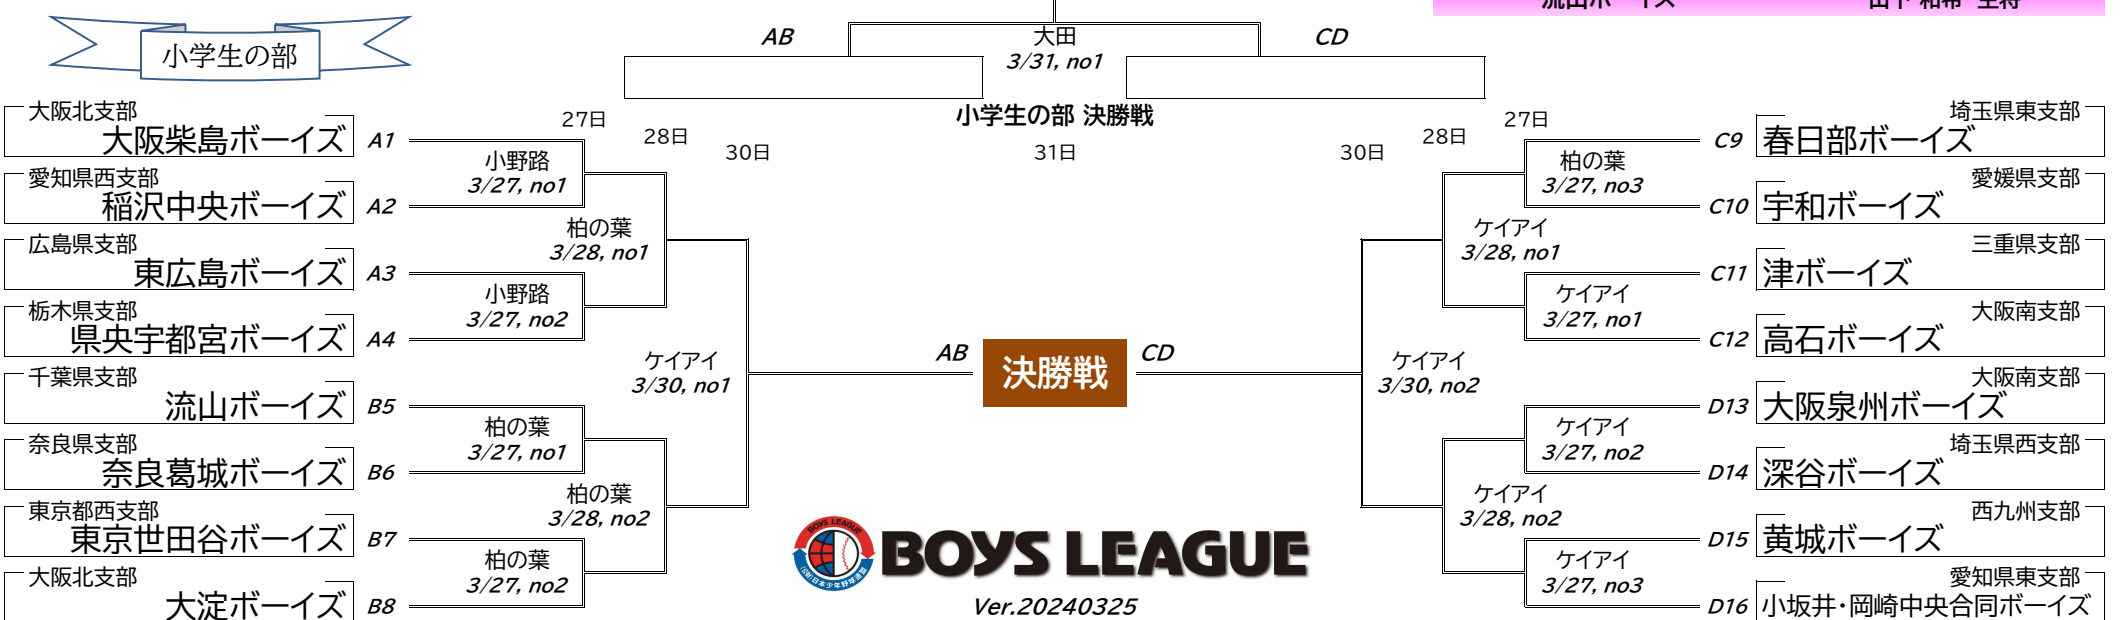 小学生の部
AB
大田
3/31, no1
CD
小学生の部 決勝戦
27日
28日
30日
31日
30日
28日
27日
大阪北支部
大阪柴島ボーイズ A1
愛知県西支部
稲沢中央ボーイズ A2
広島県支部
東広島ボーイズ A3
栃木県支部
県央宇都宮ボーイズ A4
千葉県支部
流山ボーイズ B5
奈良県支部
奈良葛城ボーイズ B6
東京都西支部
東京世田谷ボーイズ B7
大阪北支部
大淀ボーイズ B8
小野路
3/27, no1
小野路
3/27, no2
柏の葉
3/27, no1
柏の葉
3/27, no2
柏の葉
3/28, no1
柏の葉
3/28, no2
ケイアイ
3/30, no1
AB
決勝戦
CD
ケイアイ
3/30, no2
ケイアイ
3/28, no1
ケイアイ
3/28, no2
柏の葉
3/27, no3
ケイアイ
3/27, no1
ケイアイ
3/27, no2
ケイアイ
3/27, no3
埼玉県東支部
C9 春日部ボーイズ
愛媛県支部
C10 宇和ボーイズ
三重県支部
C11 津ボーイズ
大阪南支部
C12 高石ボーイズ
大阪南支部
D13 大阪泉州ボーイズ
埼玉県西支部
D14 深谷ボーイズ
西九州支部
D15 黄城ボーイズ
愛知県東支部
D16 小坂井・岡崎中央合同ボーイズ
BOYS LEAGUE
(公財)日本少年野球連盟
BOYS LEAGUE
Ver.20240325